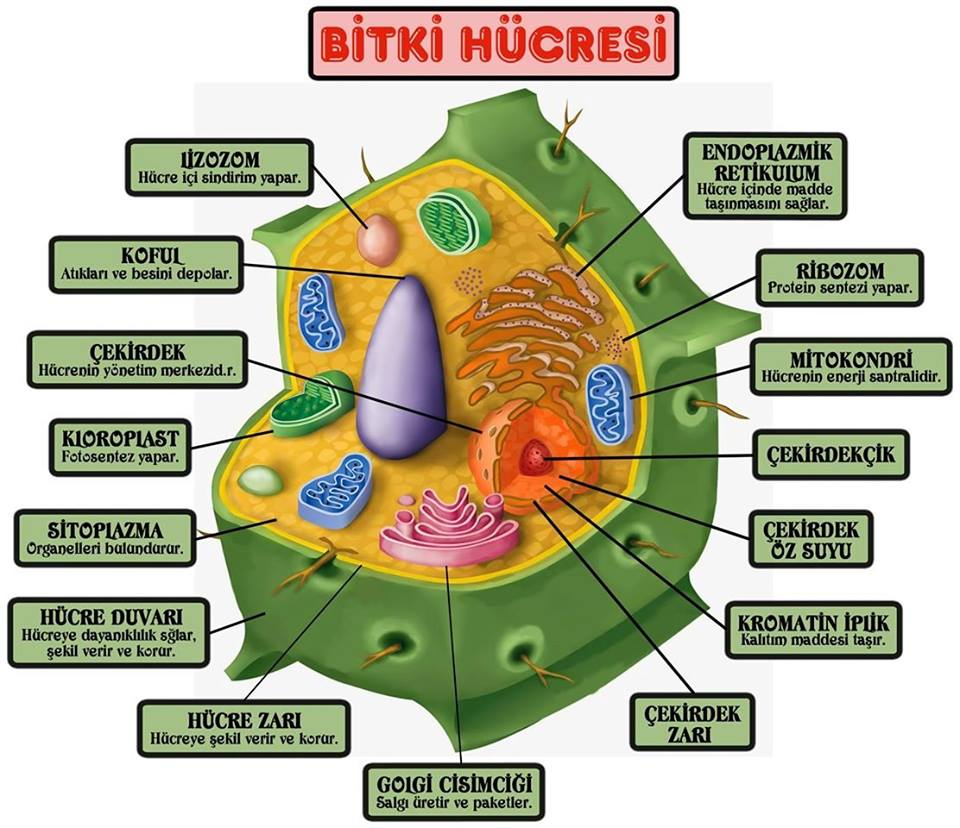 BİTKİ HÜCRESİ
LİZOZOM
Hücre içi sindirim yapar.
KOFUL
Atıkları ve besini depolar.
ÇEKİRDEK
Hücrenin yönetim merkezid.r.
KLOROPLAST
Fotosentez yapar.
SİTOPLAZMA
Organelleri bulundurur.
HÜCRE DUVARI
Hücreye dayanıklılık sğlar,
şekil verir ve korur.
HÜCRE ZARI
Hücreye şekil verir ve korur.
GOLGİ CİSİMCİĞİ
Salgı üretir ve paketler.
ENDOPLAZMİK
RETİKULUM
Hücre içinde madde
taşınmasını sağlar.
RİBOZOM
Protein sentezi yapar.
MİTOKONDRİ
Hücrenin enerji santralidir.
ÇEKİRDEKÇİK
ÇEKİRDEK
ÖZ SUYU
KROMATİN İPLİK
Kalıtım maddesi taşır.
ÇEKİRDEK
ZARI